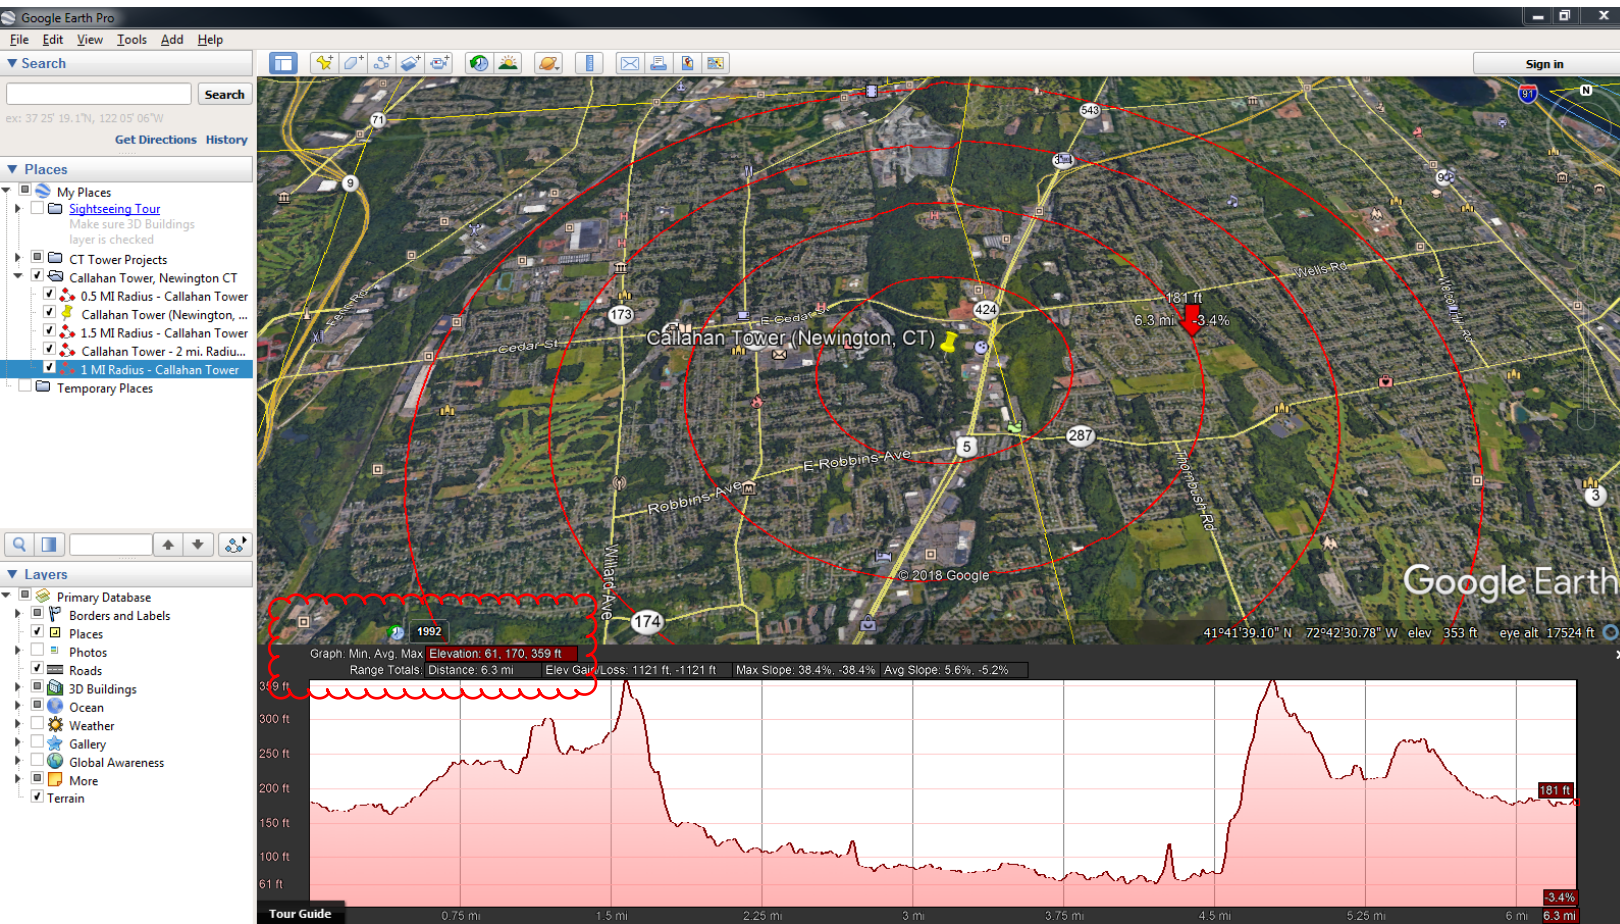 Google Earth Pro
File Edit View Tools Add Help
Search
Search
ex: 37 25' 19.1"N, 122 05' 06"W
Get Directions History
Places
My Places
Sightseeing Tour
Make sure 3D Buildings
layer is checked
CT Tower Projects
Callahan Tower, Newington CT
0.5 MI Radius - Callahan Tower
Callahan Tower (Newington, ...
1.5 MI Radius - Callahan Tower
Callahan Tower - 2 mi. Radiu...
1 MI Radius - Callahan Tower
Temporary Places
Layers
Primary Database
Borders and Labels
Places
Photos
Roads
3D Buildings
Ocean
Weather
Gallery
Global Awareness
More
Terrain
Sign in
N
91
71
543
9
314
Wells Rd
181 ft
6.3 mi -3.4%
173
424
E Cedar St
Cedar St
Callahan Tower (Newington, CT)
287
5
E Robbins Ave
Robbins Ave
Thornbush Rd
3
Willard Ave
174
© 2018 Google
Google Earth
1992
41°41'39.10" N 72°42'30.78" W elev 353 ft eye alt 17524 ft
Graph: Min, Avg, Max Elevation: 61, 170, 359 ft
Range Totals: Distance: 6.3 mi Elev Gain/Loss: 1121 ft, -1121 ft Max Slope: 38.4%, -38.4% Avg Slope: 5.6%, -5.2%
359 ft
300 ft
250 ft
200 ft
150 ft
100 ft
61 ft
181 ft
-3.4%
Tour Guide
0.75 mi 1.5 mi 2.25 mi 3 mi 3.75 mi 4.5 mi 5.25 mi 6 mi 6.3 mi